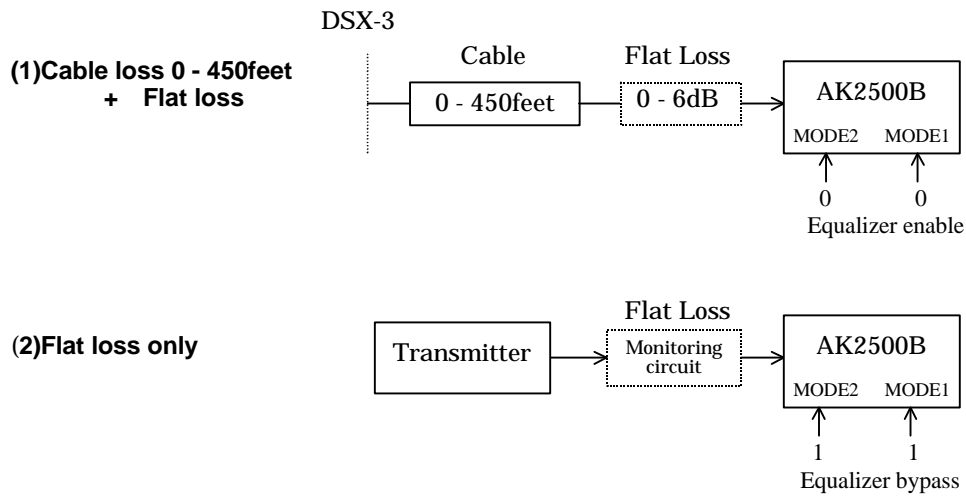 DSX-3
(1)Cable loss 0 - 450feet
+ Flat loss
Cable
0 - 450feet
Flat Loss
0 - 6dB
AK2500B
MODE2 MODE1
0 0
Equalizer enable
(2)Flat loss only
Transmitter
Flat Loss
Monitoring
circuit
AK2500B
MODE2 MODE1
1 1
Equalizer bypass